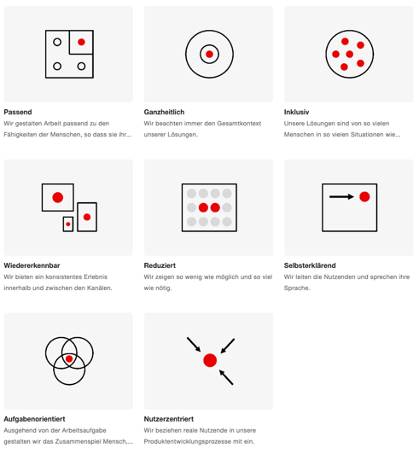 Passend
Wir gestalten Arbeit passend zu den
Fähigkeiten der Menschen, so dass sie ihr...
Ganzheitlich
Wir beachten immer den Gesamtkontext
unserer Lösungen.
Inklusiv
Unsere Lösungen sind von so vielen
Menschen in so vielen Situationen wie...
Wiedererkennbar
Wir bieten ein konsistentes Erlebnis
innerhalb und zwischen den Kanälen.
Reduziert
Wir zeigen so wenig wie möglich und so viel
wie nötig.
Selbsterklärend
Wir leiten die Nutzenden und sprechen ihre
Sprache.
Aufgabenorientiert
Ausgehend von der Arbeitsaufgabe
gestalten wir das Zusammenspiel Mensch,...
Nutzerzentriert
Wir beziehen reale Nutzende in unsere
Produktentwicklungsprozesse mit ein.